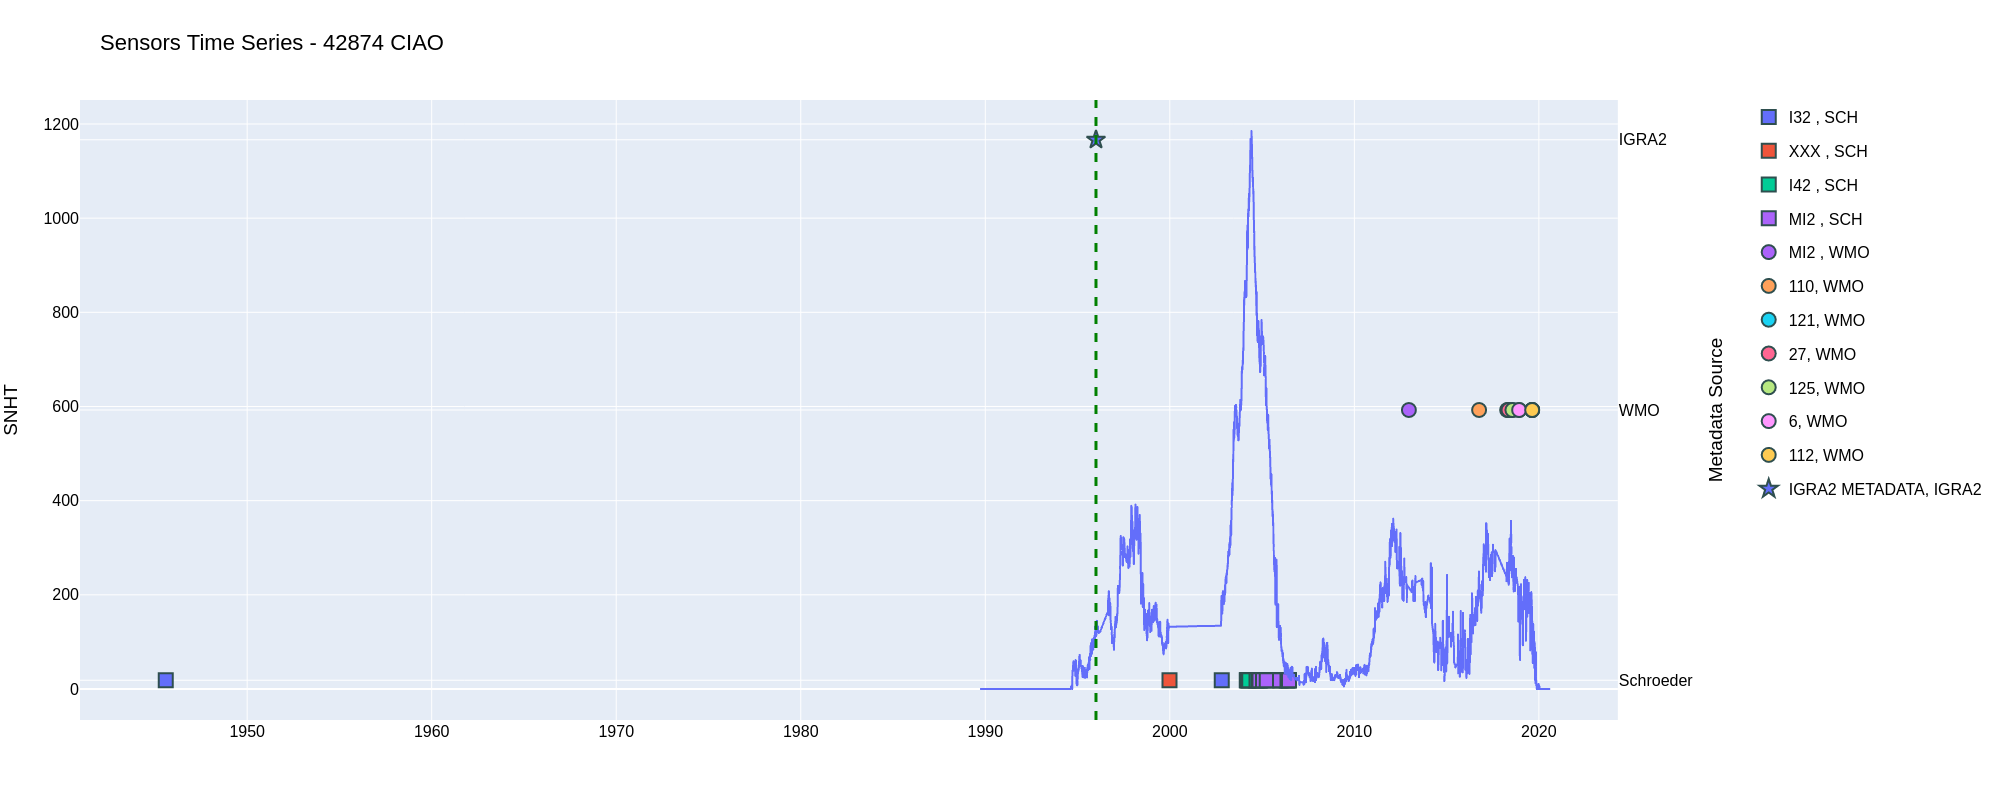 Sensors Time Series - 42874 CIAO
SNHT
1200
1000
800
600
400
200
0
1950
1960
1970
1980
1990
2000
2010
2020
IGRA2
WMO
Schroeder
Metadata Source
I32 , SCH
XXX , SCH
I42 , SCH
MI2 , SCH
MI2 , WMO
110, WMO
121, WMO
27, WMO
125, WMO
6, WMO
112, WMO
IGRA2 METADATA, IGRA2